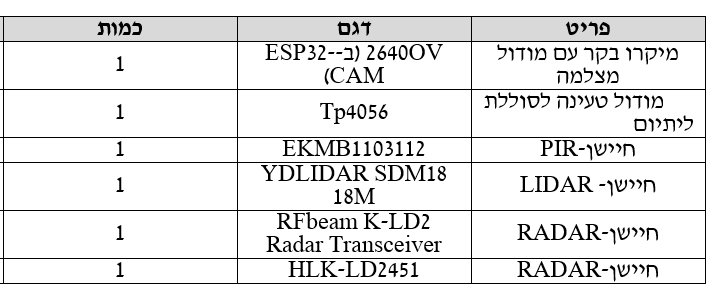 פריט דגם כמות
מיקרו בקר עם מודול 2640OV (ב--ESP32 1
מצלמה CAM)
מודול טעינה לסוללת Tp4056 1
ליתיום
חיישן-PIR EKMB1103112 1
חיישן- LIDAR YDLIDAR SDM18 1
18M
חיישן-RADAR RFbeam K-LD2 1
Radar Transceiver
חיישן-RADAR HLK-LD2451 1